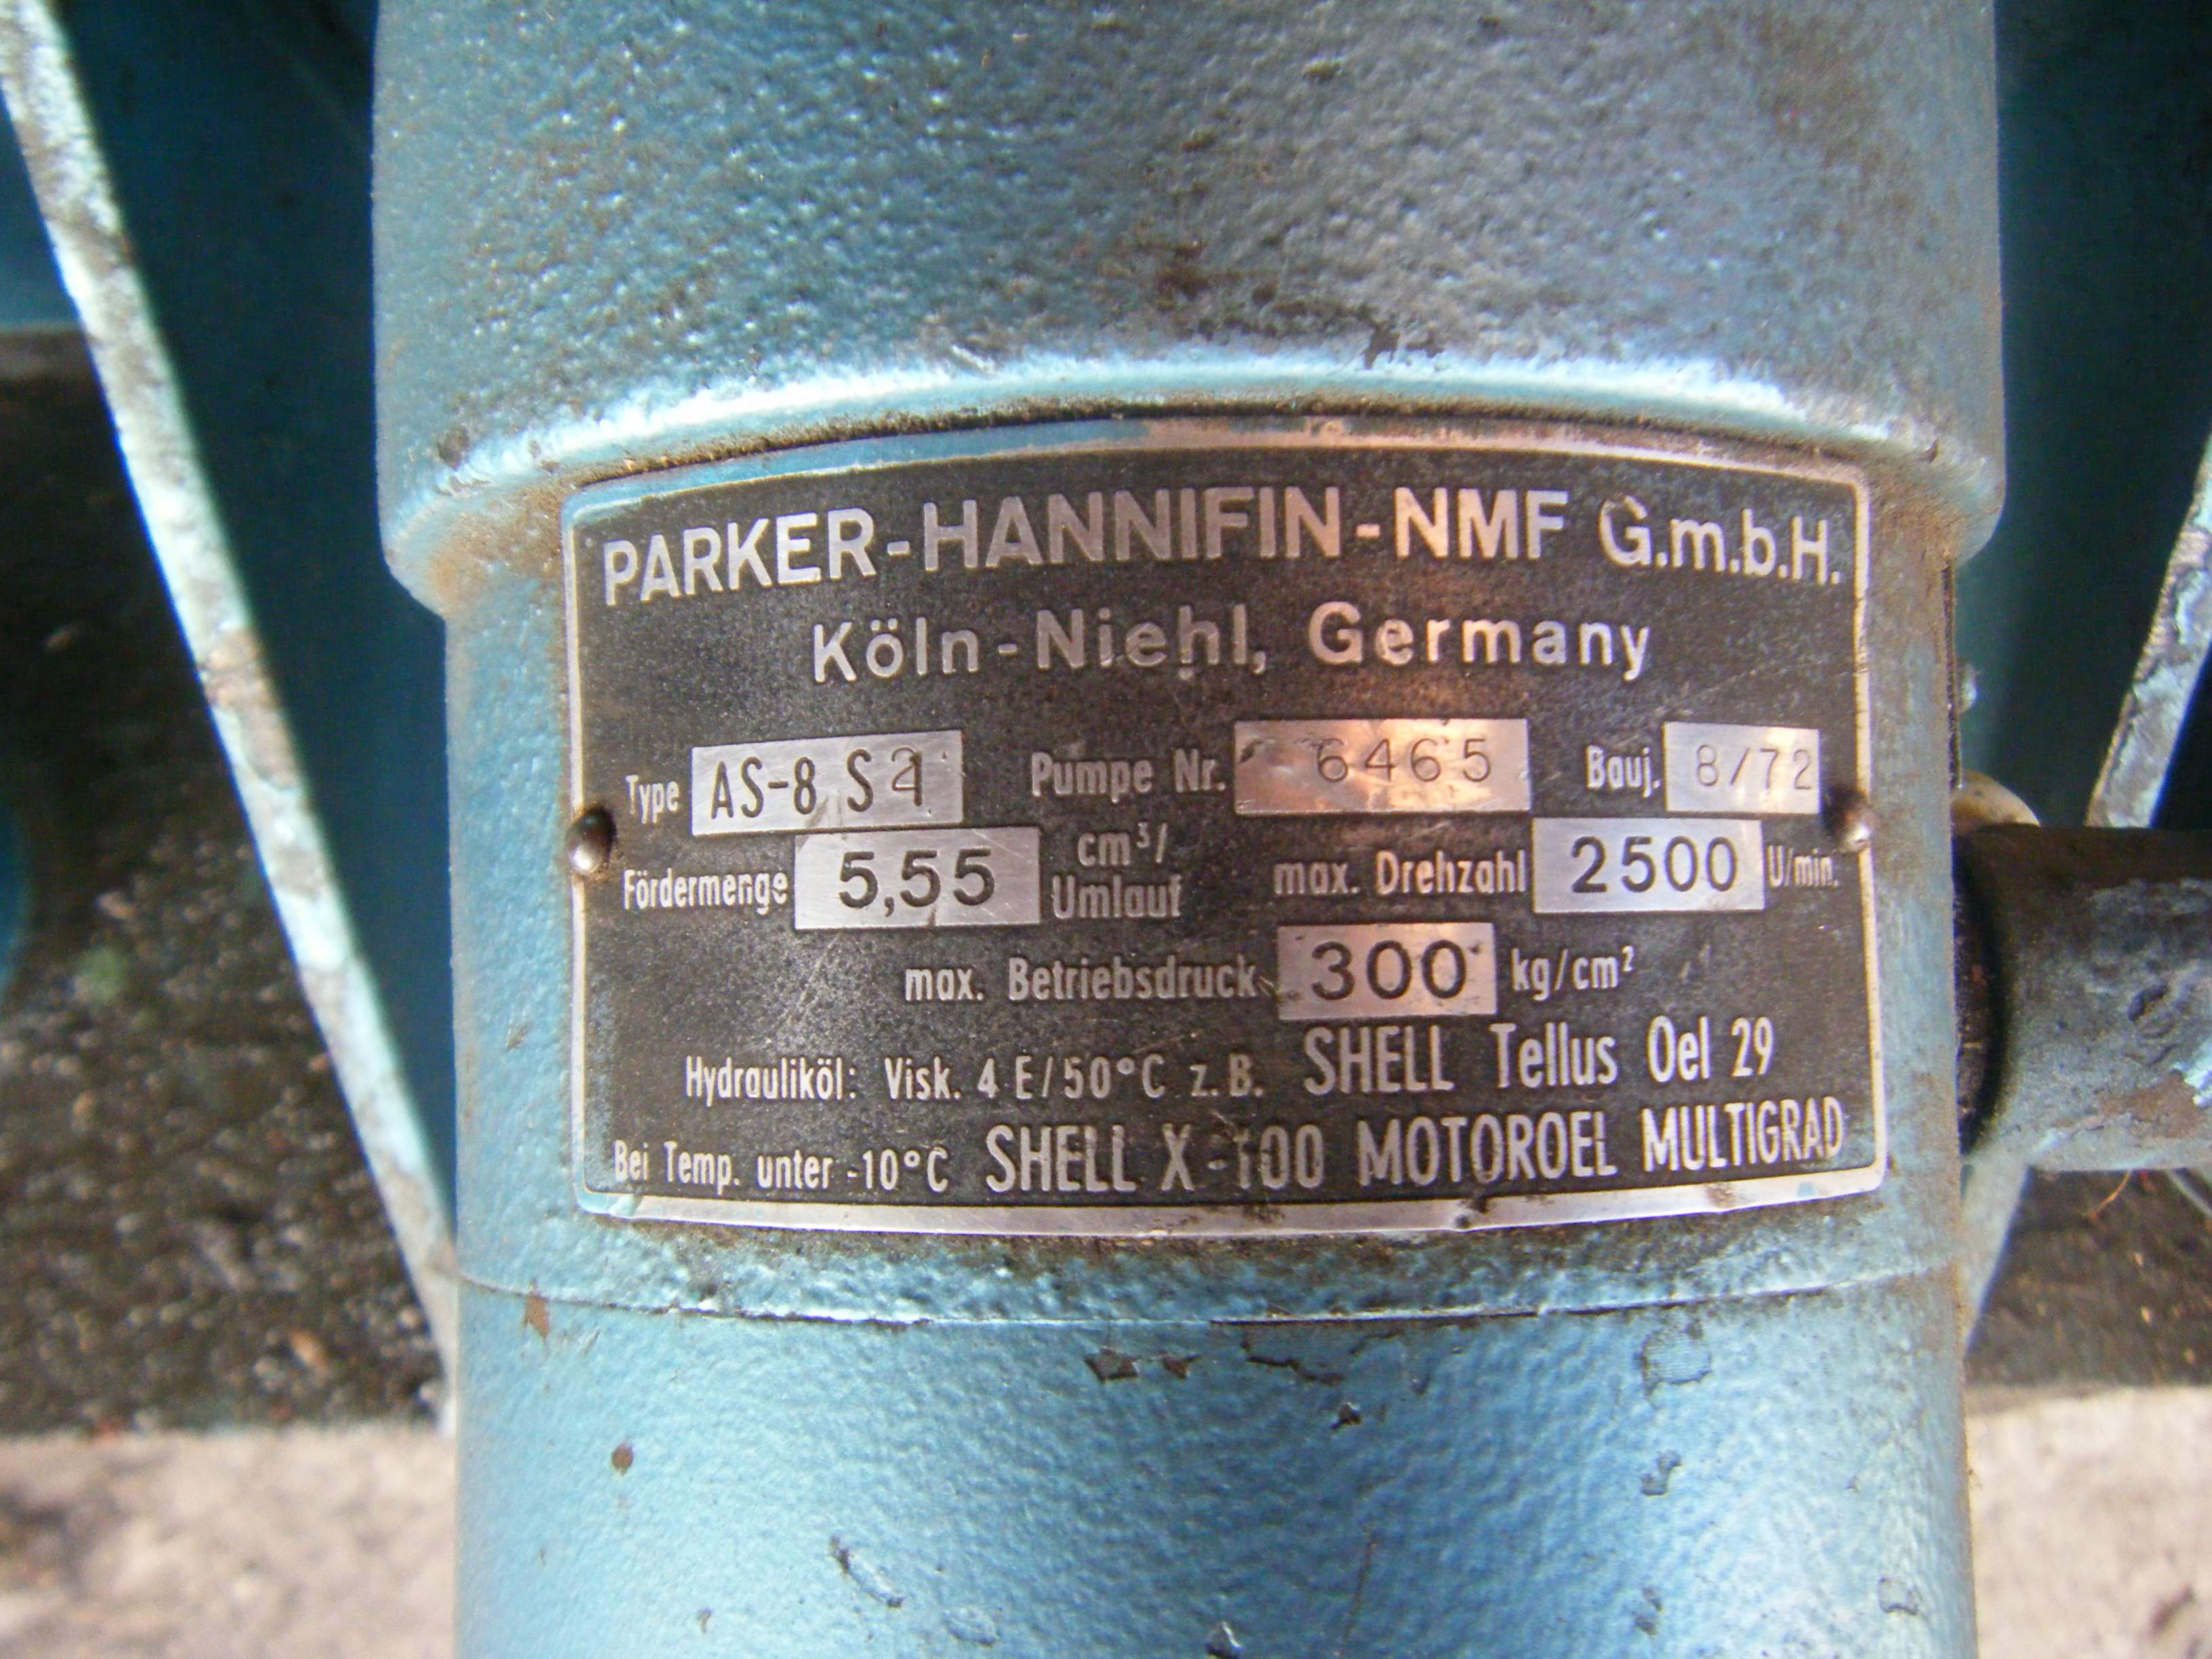 PARKER-HANNIFIN-NMF G.m.b.H.
Köln-Niehl, Germany
Type AS-8 Pumpe Nr. 6465 Bauj. 8/72
Fördermenge 5,55 cm³/Umlauf max. Drehzahl 2500 U/min.
max. Betriebsdruck 300 kg/cm²
Hydrauliköl: Visk. 4 E/50°C z.B. SHELL Tellus Oel 29
Bei Temp. unter -10°C SHELL X-100 MOTOROEL MULTIGRAD